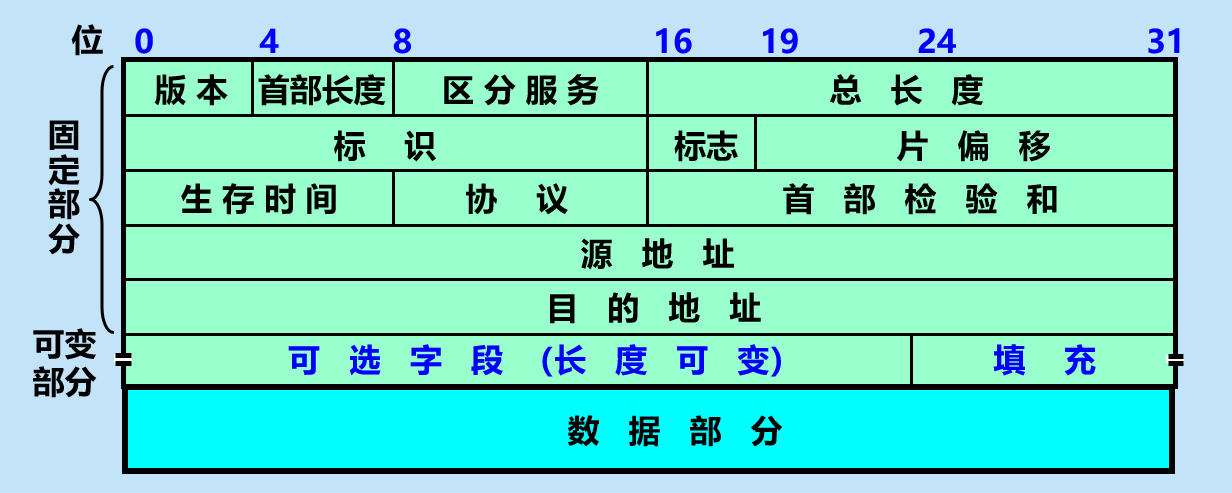 位 0 4 8 16 19 24 31
版本 首部长度 区分服务 总长度
标识 标志 片偏移
生存时间 协议 首部检验和
源地址
目的地址
固定部分
可变部分
可选字段 (长度可变) 填充
数据部分